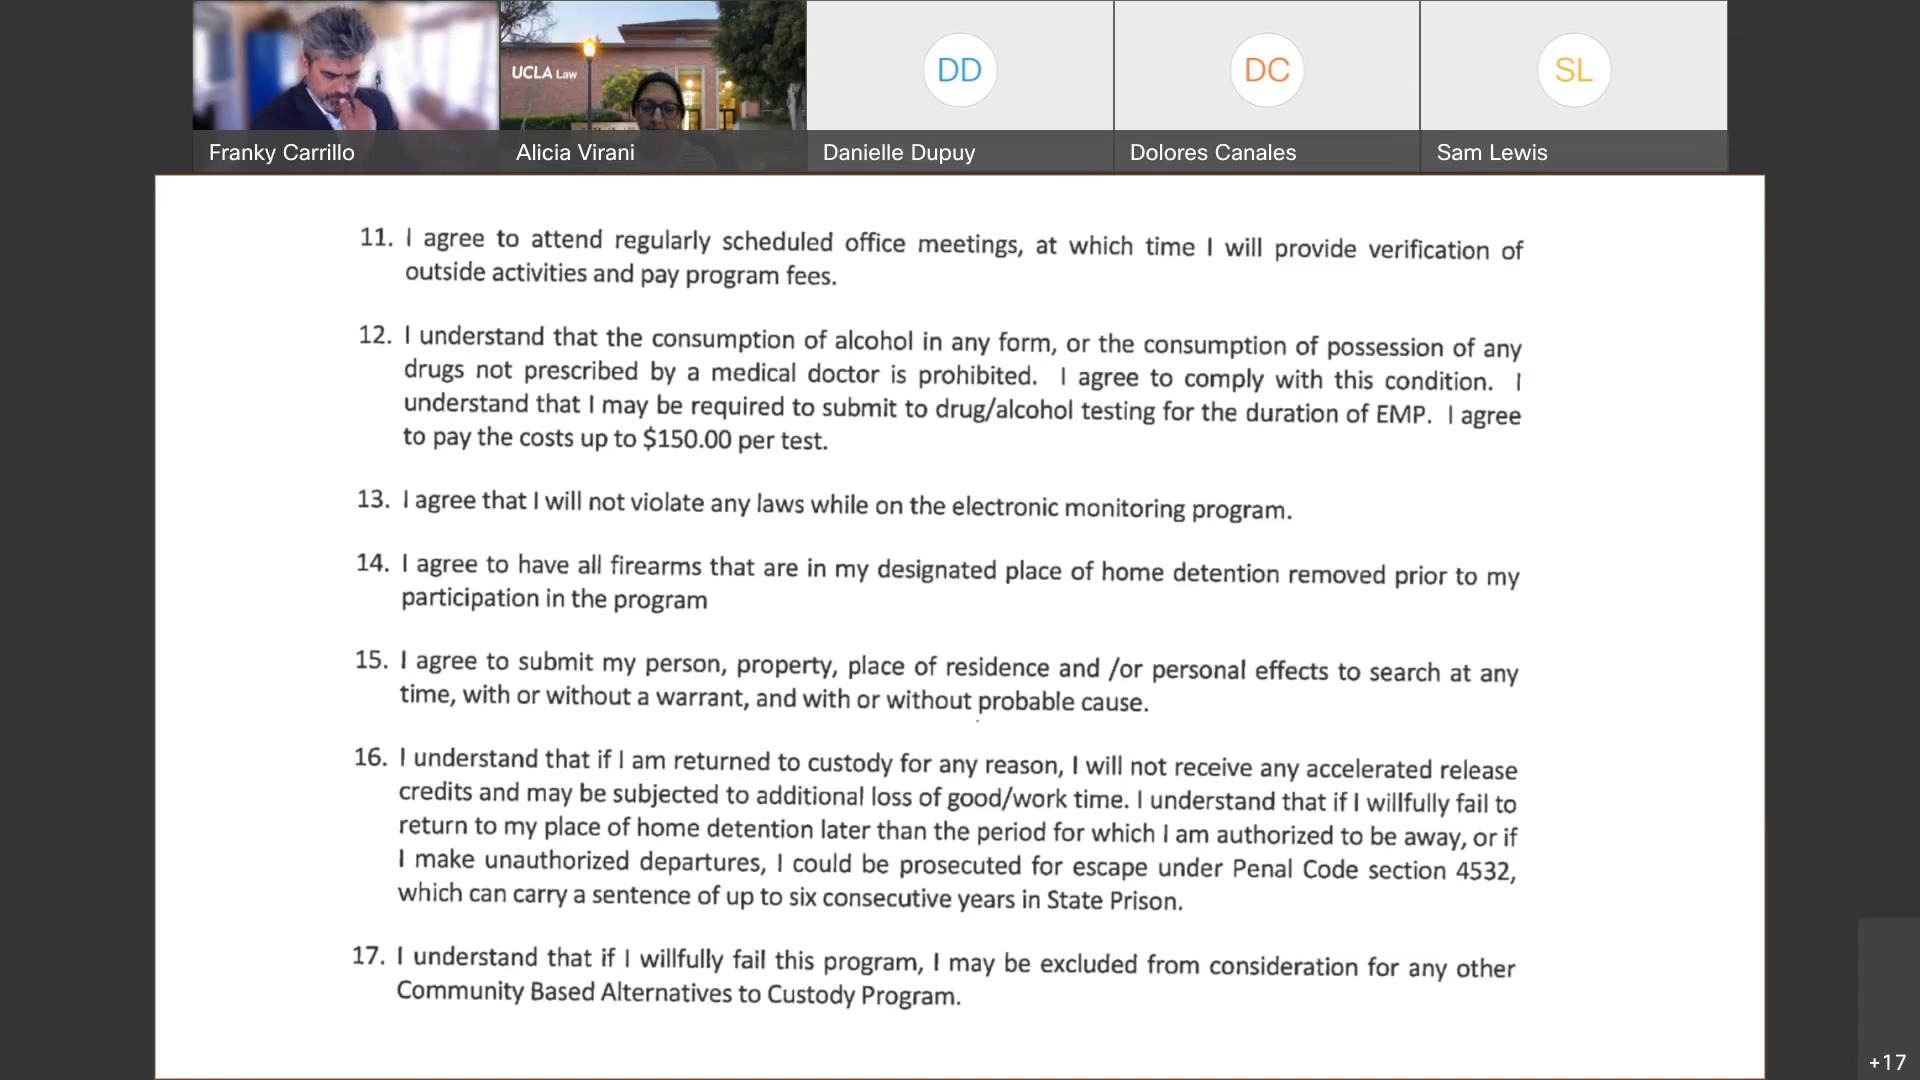 UCLA Law
DD
DC
SL
Franky Carrillo
Alicia Virani
Danielle Dupuy
Dolores Canales
Sam Lewis
11. I agree to attend regularly scheduled office meetings, at which time I will provide verification of
outside activities and pay program fees.
12. I understand that the consumption of alcohol in any form, or the consumption of possession of any
drugs not prescribed by a medical doctor is prohibited. I agree to comply with this condition. I
understand that I may be required to submit to drug/alcohol testing for the duration of EMP. I agree
to pay the costs up to $150.00 per test.
13. I agree that I will not violate any laws while on the electronic monitoring program.
14. I agree to have all firearms that are in my designated place of home detention removed prior to my
participation in the program
15. I agree to submit my person, property, place of residence and /or personal effects to search at any
time, with or without a warrant, and with or without probable cause.
16. I understand that if I am returned to custody for any reason, I will not receive any accelerated release
credits and may be subjected to additional loss of good/work time. I understand that if I willfully fail to
return to my place of home detention later than the period for which I am authorized to be away, or if
I make unauthorized departures, I could be prosecuted for escape under Penal Code section 4532,
which can carry a sentence of up to six consecutive years in State Prison.
17. I understand that if I willfully fail this program, I may be excluded from consideration for any other
Community Based Alternatives to Custody Program.
+17